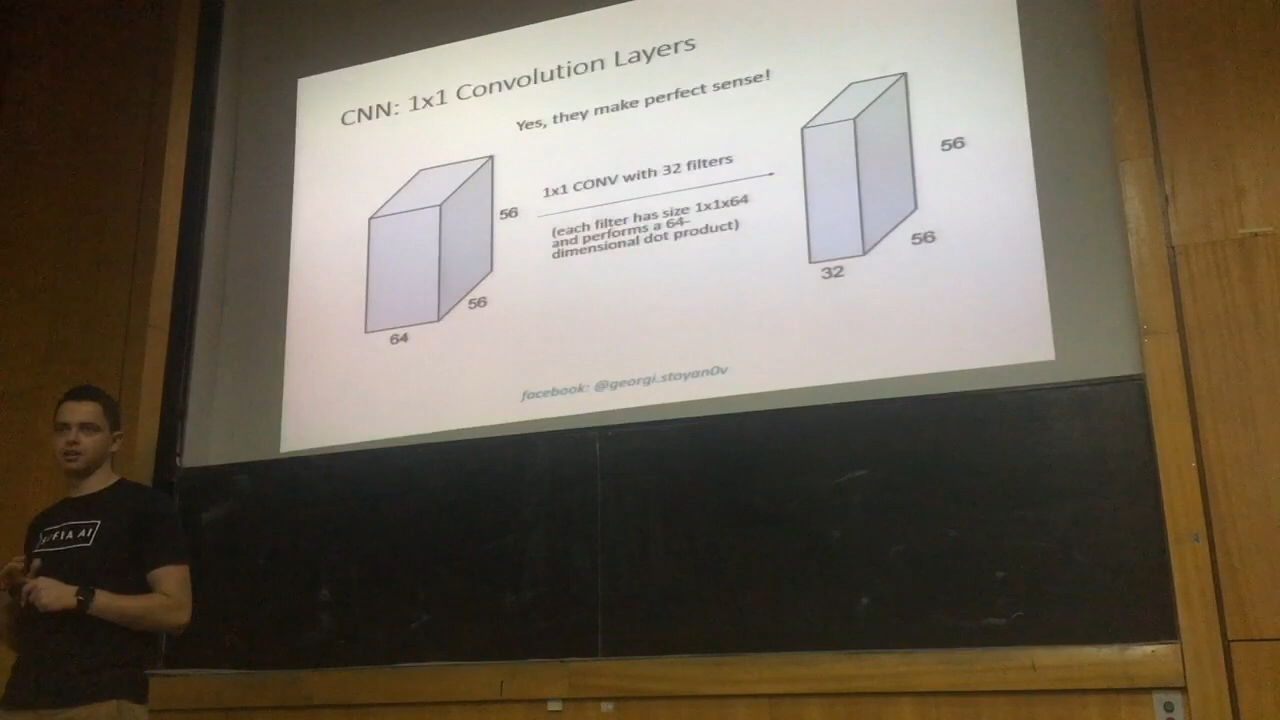 CNN: 1x1 Convolution Layers
Yes, they make perfect sense!
1x1 CONV with 32 filters
(each filter has size 1x1x64
and performs a 64-
dimensional dot product)
56
56
64
56
56
32
facebook: @georgi.stoyan0v
AI